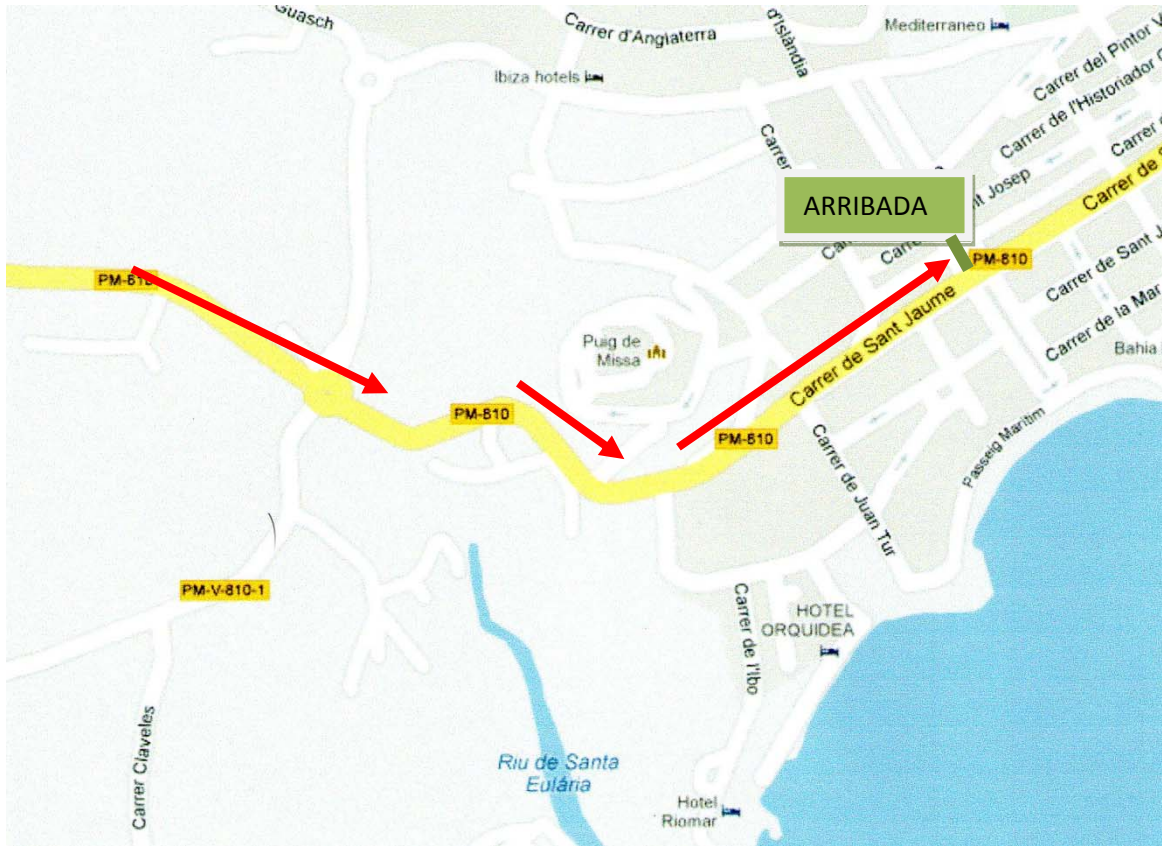 Guasch
Carrer d'Anglaterra
d'Islàndia
Mediterraneo
Ibiza hotels
Carrer del Pintor V
Carrer de l'Historiador
Carrer
Carrer
ARRIBADA
nt Josep
Carrer de S
PM-810
PM-810
Carrer de Sant J
Carrer de Sant Jaume
Carrer de la Mar
Puig de
Missa
Bahia
PM-810
PM-810
Passeig Marítim
Carrer de Juan Tur
PM-V-810-1
HOTEL
ORQUIDEA
Carrer de l'Ibo
Carrer Claveles
Riu de Santa
Eulária
Hotel
Riomar